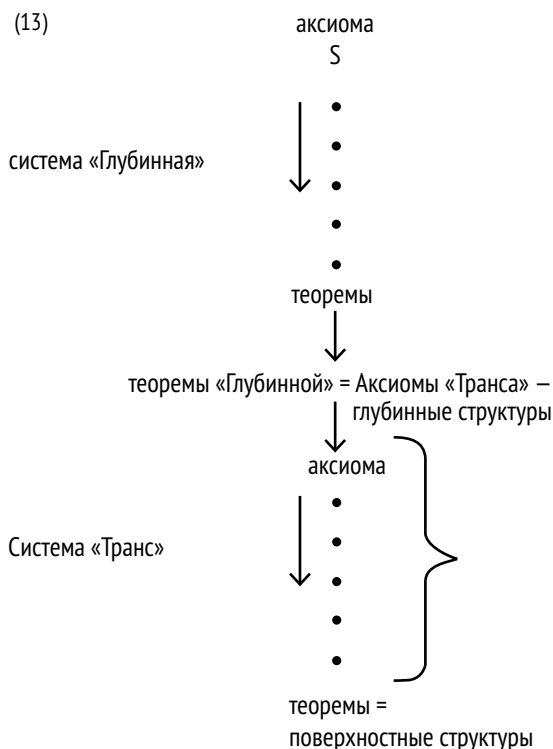 (13)
аксиома
S
система «Глубинная»
теоремы
теоремы «Глубинной» = Аксиомы «Транса» —
глубинные структуры
аксиома
Система «Транс»
теоремы =
поверхностные структуры